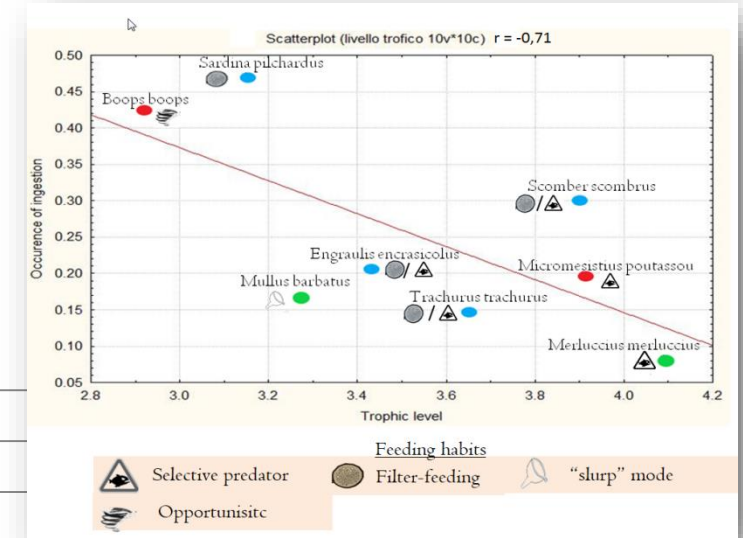 Scatterplot (livello trofico 10v*10c) r = -0,71
0.50
0.45
0.40
0.35
0.30
0.25
0.20
0.15
0.10
0.05
Occurence of ingestion
Sardina pilchardus
Boops boops
Scomber scombrus
/
Engraulis encrasicolus
/
Micromesistius poutassou
Mullus barbatus
Trachurus trachurus
/
Merluccius merluccius
2.8 3.0 3.2 3.4 3.6 3.8 4.0 4.2
Trophic level
Feeding habits
Selective predator Filter-feeding "slurp" mode
Opportunisitc